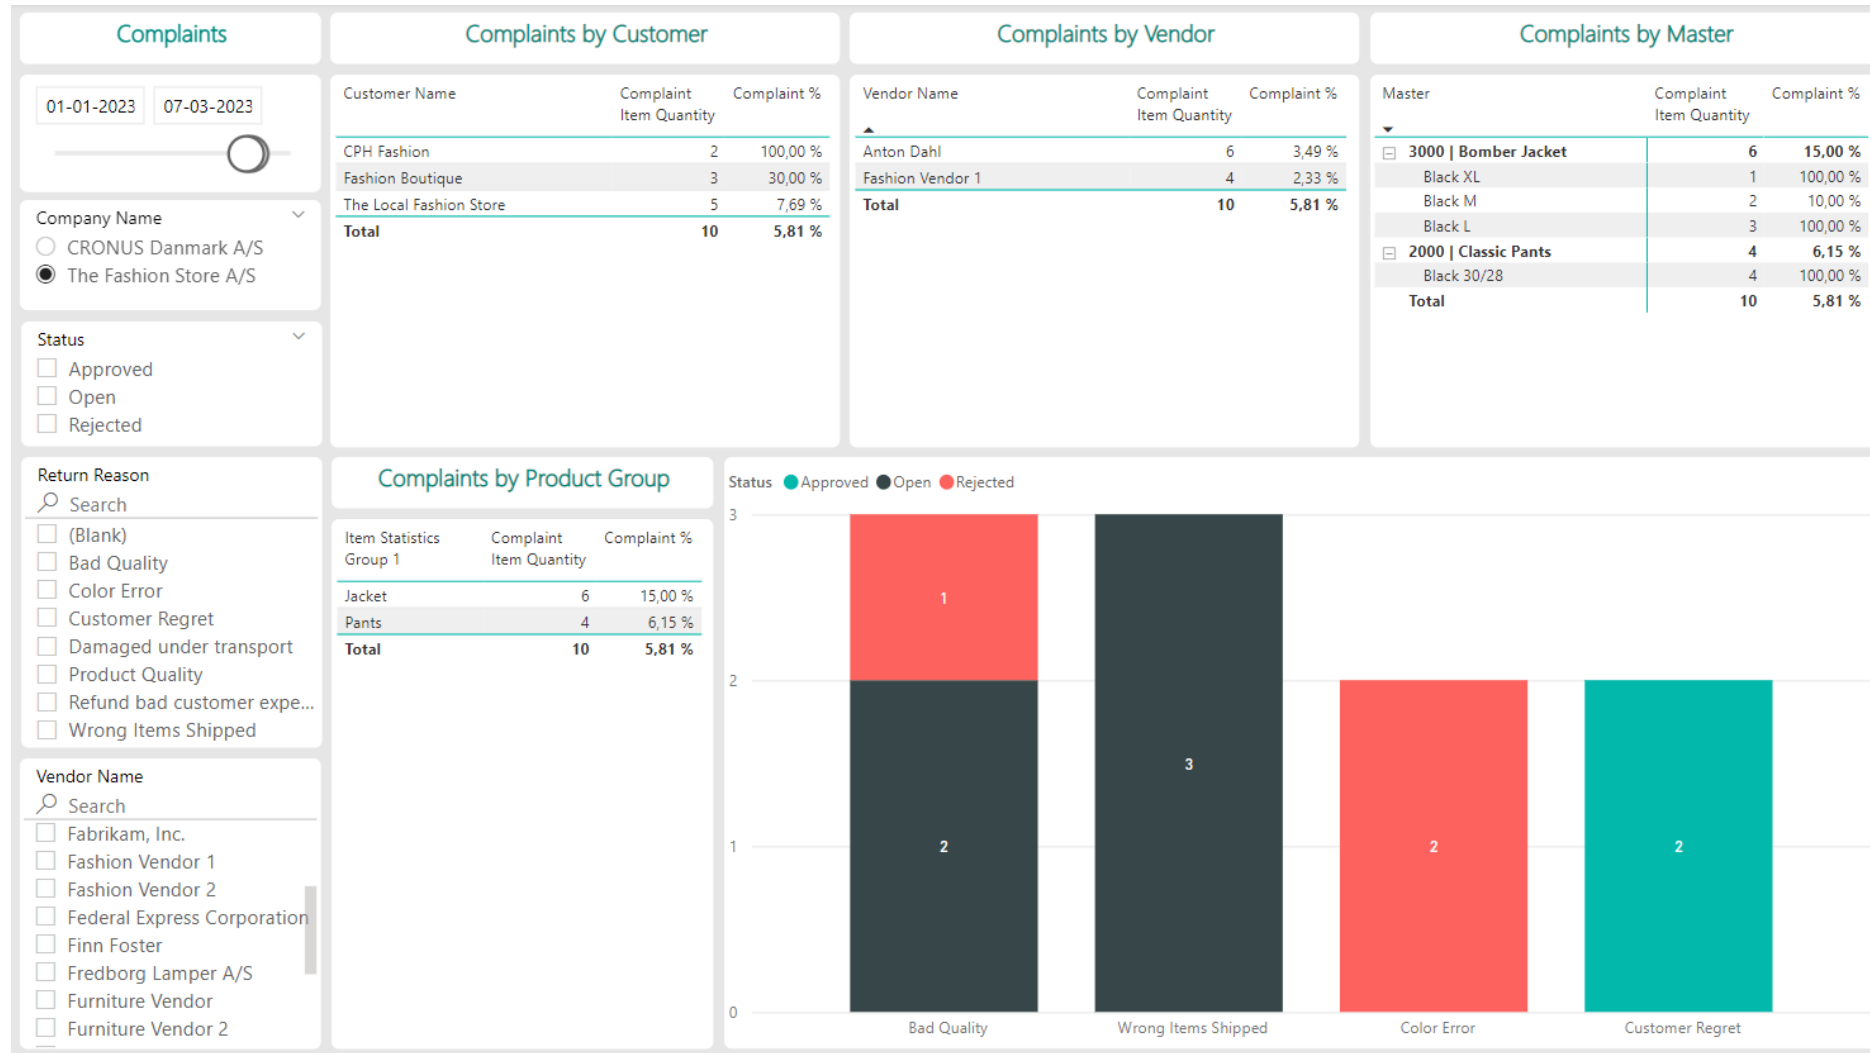 Complaints
01-01-2023 07-03-2023
Company Name
CRONUS Danmark A/S
The Fashion Store A/S
Status
Approved
Open
Rejected
Return Reason
Search
(Blank)
Bad Quality
Color Error
Customer Regret
Damaged under transport
Product Quality
Refund bad customer expe...
Wrong Items Shipped
Vendor Name
Search
Fabrikam, Inc.
Fashion Vendor 1
Fashion Vendor 2
Federal Express Corporation
Finn Foster
Fredborg Lamper A/S
Furniture Vendor
Furniture Vendor 2
Complaints by Customer
Customer Name Complaint Complaint %
Item Quantity
CPH Fashion 2 100,00 %
Fashion Boutique 3 30,00 %
The Local Fashion Store 5 7,69 %
Total 10 5,81 %
Complaints by Vendor
Vendor Name Complaint Complaint %
Item Quantity
Anton Dahl 6 3,49 %
Fashion Vendor 1 4 2,33 %
Total 10 5,81 %
Complaints by Master
Master Complaint Complaint %
Item Quantity
3000 | Bomber Jacket 6 15,00 %
Black XL 1 100,00 %
Black M 2 10,00 %
Black L 3 100,00 %
2000 | Classic Pants 4 6,15 %
Black 30/28 4 100,00 %
Total 10 5,81 %
Complaints by Product Group
Item Statistics Complaint Complaint %
Group 1 Item Quantity
Jacket 6 15,00 %
Pants 4 6,15 %
Total 10 5,81 %
Status Approved Open Rejected
3
1
2
3
1 2 2 2
0
Bad Quality Wrong Items Shipped Color Error Customer Regret